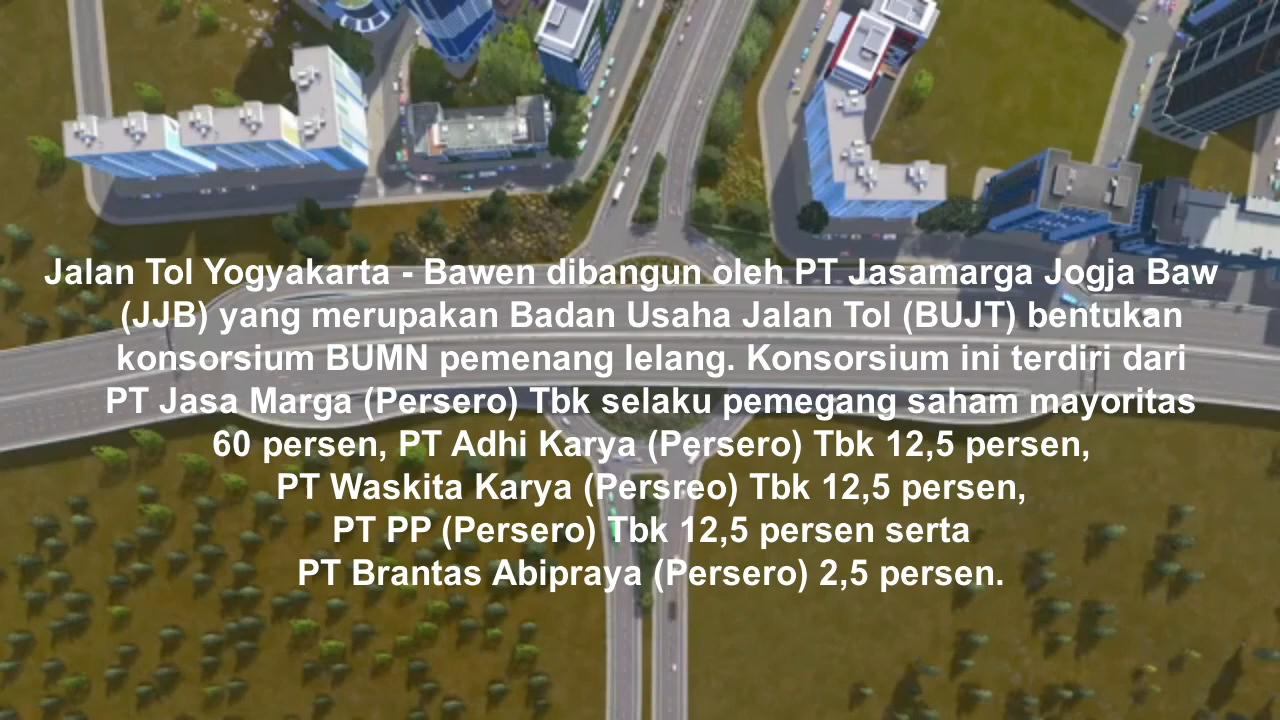 Jalan Tol Yogyakarta - Bawen dibangun oleh PT Jasamarga Jogja Baw
(JJB) yang merupakan Badan Usaha Jalan Tol (BUJT) bentukan
konsorsium BUMN pemenang lelang. Konsorsium ini terdiri dari
PT Jasa Marga (Persero) Tbk selaku pemegang saham mayoritas
60 persen, PT Adhi Karya (Persero) Tbk 12,5 persen,
PT Waskita Karya (Persreo) Tbk 12,5 persen,
PT PP (Persero) Tbk 12,5 persen serta
PT Brantas Abipraya (Persero) 2,5 persen.